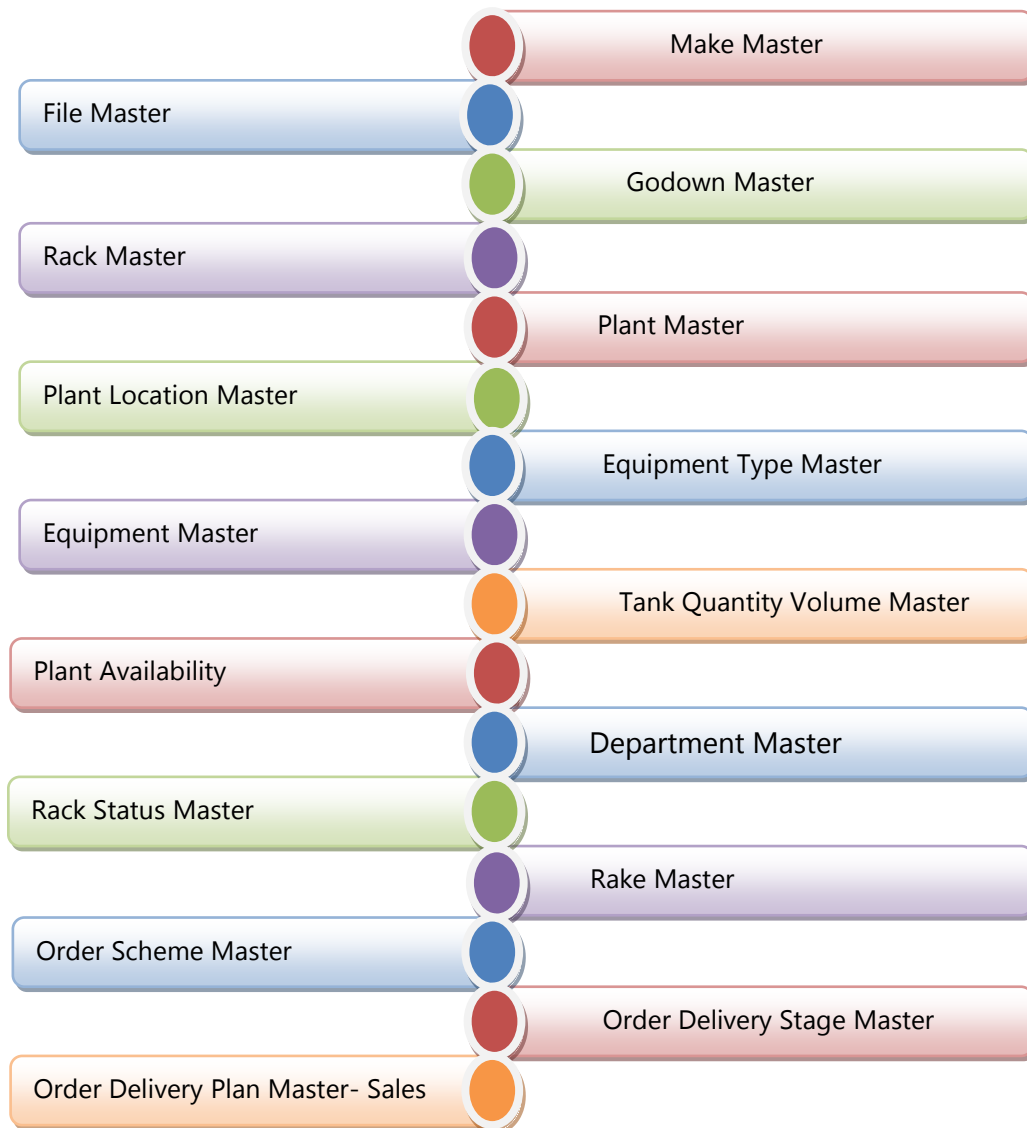 Make Master
File Master
Godown Master
Rack Master
Plant Master
Plant Location Master
Equipment Type Master
Equipment Master
Tank Quantity Volume Master
Plant Availability
Department Master
Rack Status Master
Rake Master
Order Scheme Master
Order Delivery Stage Master
Order Delivery Plan Master- Sales